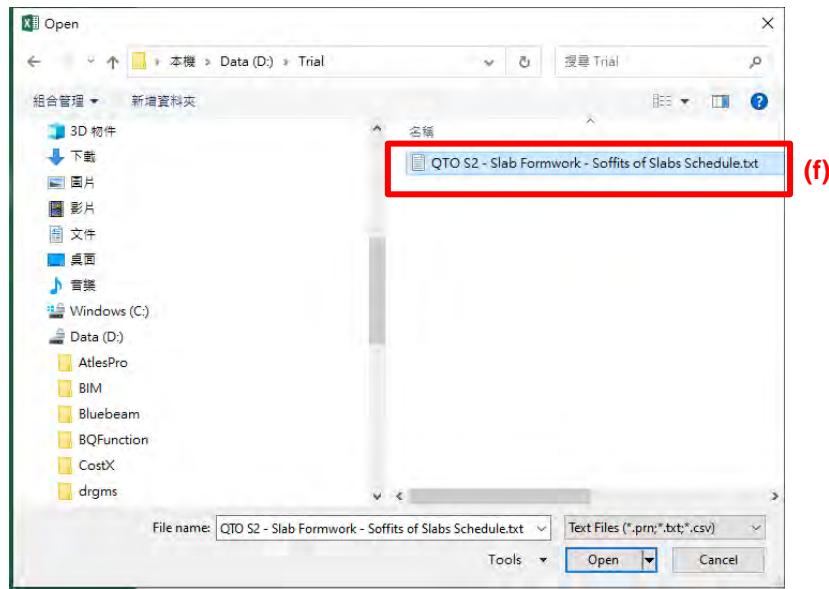 Open
本機 > Data (D:) > Trial
搜尋 Trial
組合管理
新增資料夾
3D 物件
下載
圖片
影片
文件
桌面
音樂
Windows (C:)
Data (D:)
AtlesPro
BIM
Bluebeam
BQFunction
CostX
drgms
名稱
QTO S2 - Slab Formwork - Soffits of Slabs Schedule.txt
(f)
File name: QTO S2 - Slab Formwork - Soffits of Slabs Schedule.txt
Text Files (*.prn;*.txt;*.csv)
Tools
Open
Cancel